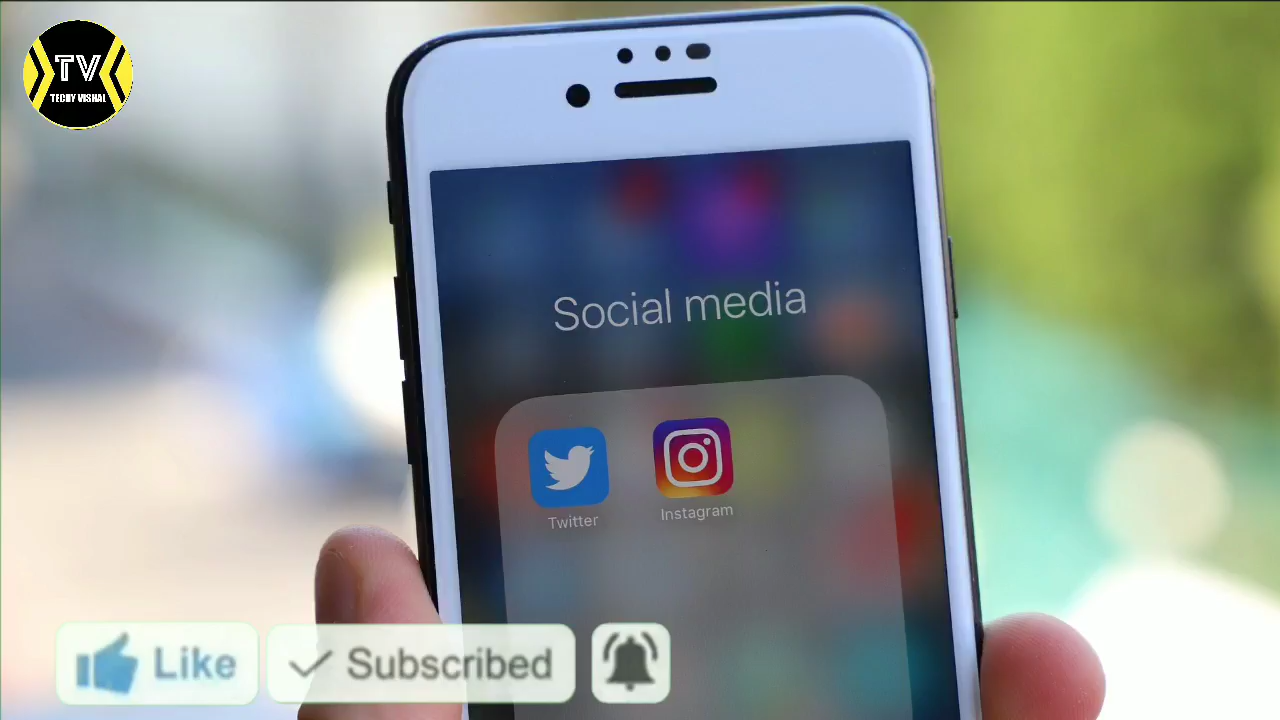 TV
TECHY VISHAL
Social media
Twitter
Instagram
Like
Subscribed